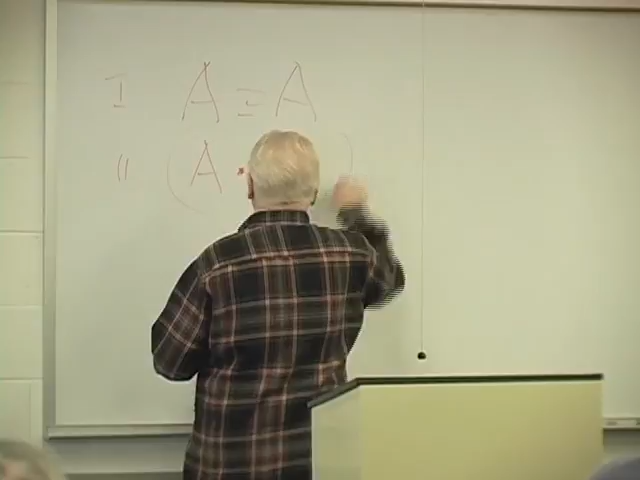 I A = A
II (A • )